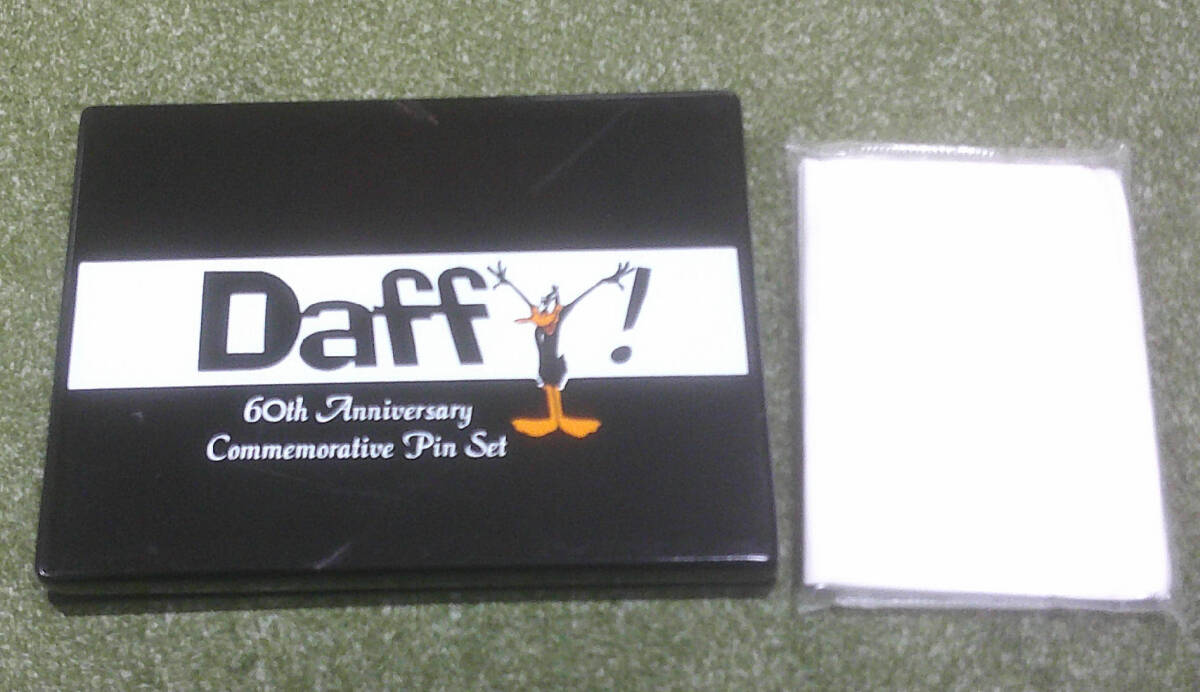 Daffy!
60th Anniversary
Commemorative Pin Set